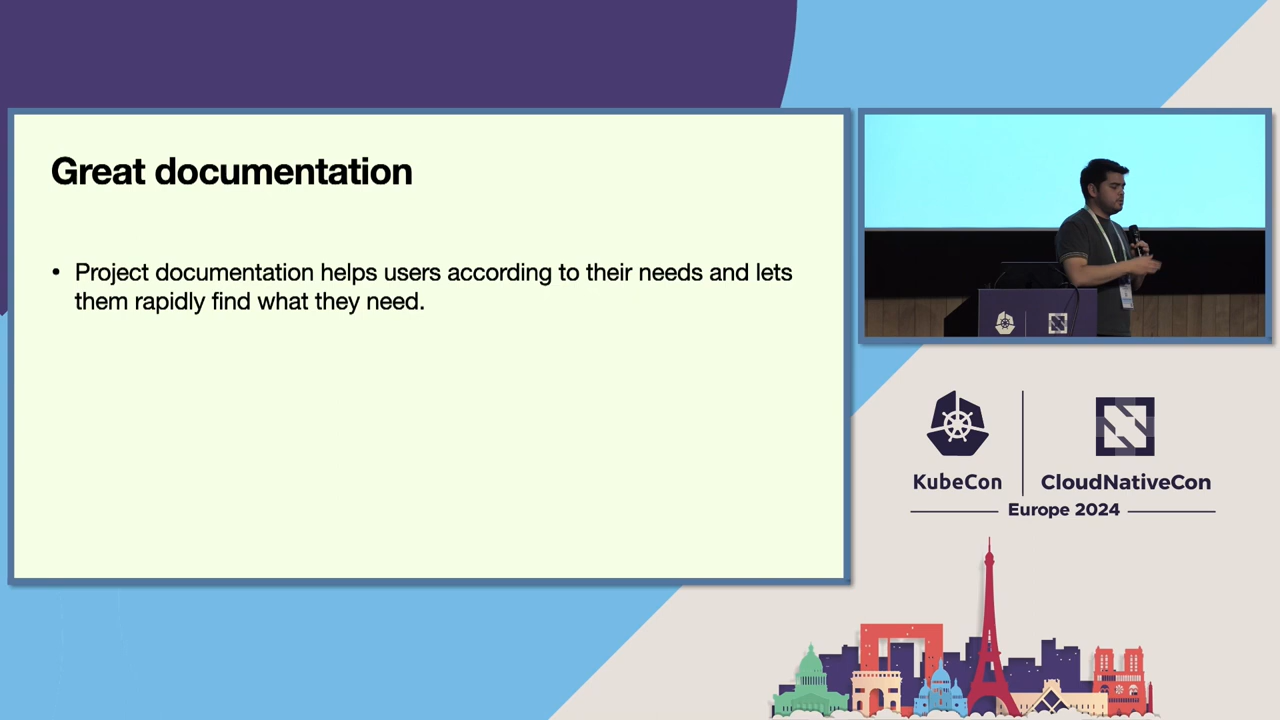 Great documentation
• Project documentation helps users according to their needs and lets
them rapidly find what they need.
KubeCon
CloudNativeCon
Europe 2024